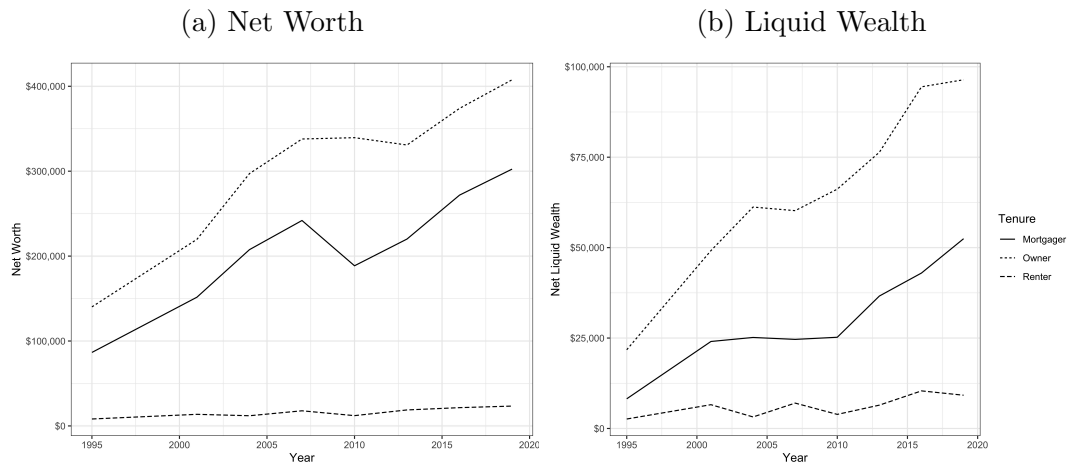 (a) Net Worth
$400,000
$300,000
$200,000
$100,000
$0
Net Worth
1995
2000
2005
2010
2015
2020
Year
(b) Liquid Wealth
$100,000
$75,000
$50,000
$25,000
$0
Net Liquid Wealth
1995
2000
2005
2010
2015
2020
Year
Tenure
Mortgager
Owner
Renter